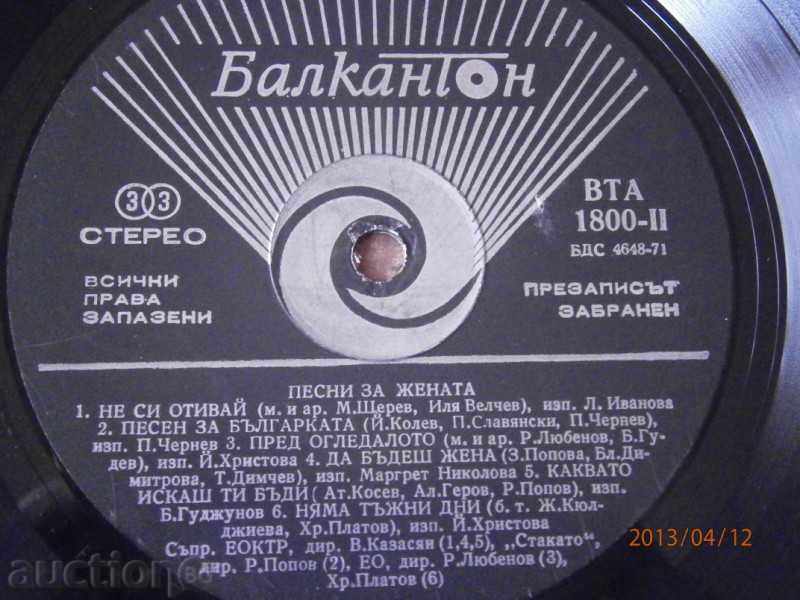 Балкантон
33
СТЕРЕО
ВСИЧКИ
ПРАВА
ЗАПАЗЕНИ
ВТА
1800-II
БДС 4648-71
ПРЕЗАПИСЪТ
ЗАБРАНЕН
ПЕСНИ ЗА ЖЕНАТА
1. НЕ СИ ОТИВАЙ (м. и ар. М.Щерев, Иля Велчев), изп. Л. Иванова
2. ПЕСЕН ЗА БЪЛГАРКАТА (Й.Колев, П.Славянски, П.Чернев),
изп. П.Чернев 3. ПРЕД ОГЛЕДАЛОТО (м. и ар. Р.Любенов, Б.Гу-
дев), изп. Й.Христова 4. ДА БЪДЕШ ЖЕНА (З.Попова, Бл.Ди-
митрова, Т.Димчев), изп. Маргрет Николова 5. КАКВАТО
ИСКАШ ТИ БЪДИ ( Ат.Косев, Ал.Геров, Р.Попов), изп.
Б.Гуджунов 6. НЯМА ТЪЖНИ ДНИ (б. т. Ж.Кюл-
джиева, Хр.Платов), изп. Й.Христова
Съпр. ЕОКТР, дир. В.Казасян (1,4,5), „Стакато“,
дир. Р.Попов (2), ЕО, дир. Р.Любенов (3),
Хр.Платов (6)
2013/04/12
auction